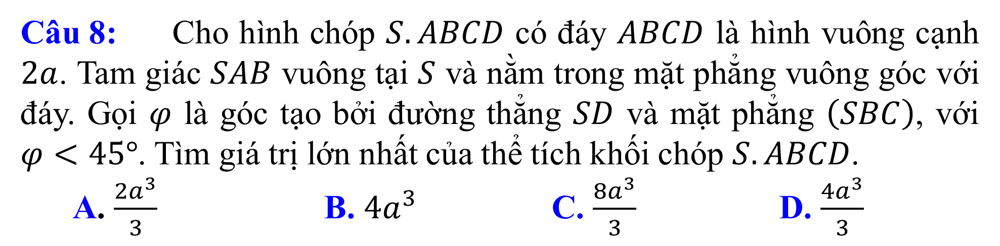 Câu 8: Cho hình chóp S.ABCD có đáy ABCD là hình vuông cạnh
2a. Tam giác SAB vuông tại S và nằm trong mặt phẳng vuông góc với
đáy. Gọi φ là góc tạo bởi đường thẳng SD và mặt phẳng (SBC), với
φ < 45°. Tìm giá trị lớn nhất của thể tích khối chóp S.ABCD.
A. \frac{2a^3}{3} B. 4a^3 C. \frac{8a^3}{3} D. \frac{4a^3}{3}